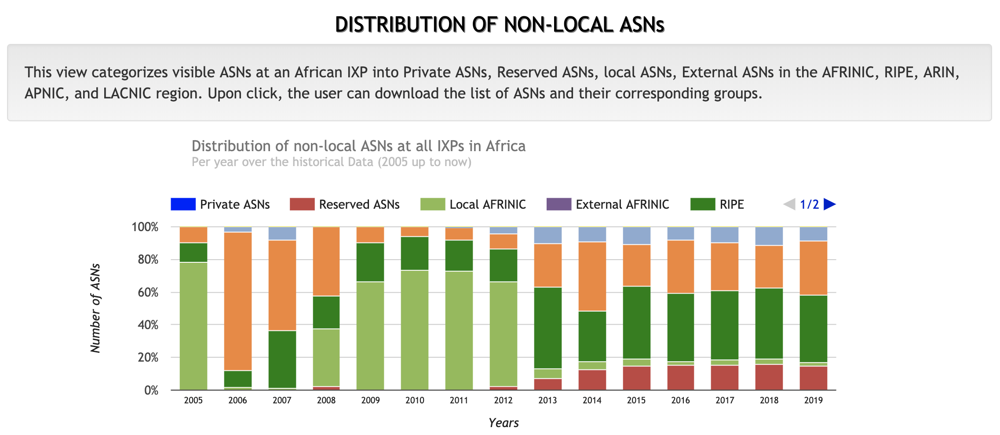 DISTRIBUTION OF NON-LOCAL ASNs
This view categorizes visible ASNs at an African IXP into Private ASNs, Reserved ASNs, local ASNs, External ASNs in the AFRINIC, RIPE, ARIN,
APNIC, and LACNIC region. Upon click, the user can download the list of ASNs and their corresponding groups.
Distribution of non-local ASNs at all IXPs in Africa
Per year over the historical Data (2005 up to now)
Private ASNs Reserved ASNs Local AFRINIC External AFRINIC RIPE 1/2
100%
80%
60%
40%
20%
0%
Number of ASNs
2005 2006 2007 2008 2009 2010 2011 2012 2013 2014 2015 2016 2017 2018 2019
Years